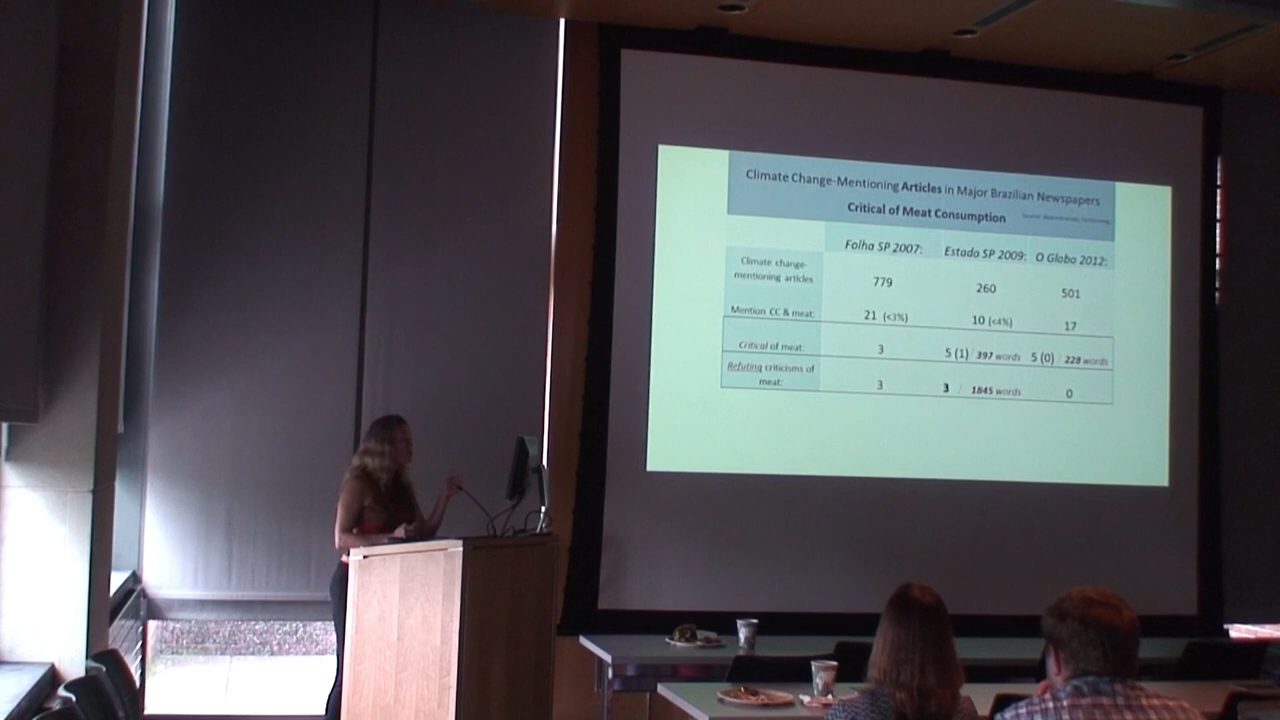 Climate Change-Mentioning Articles in Major Brazilian Newspapers
Critical of Meat Consumption
Folha SP 2007: Estado SP 2009: O Globo 2012:
Climate change-
mentioning articles 779 260 501
Mention CC & meat: 21 (<3%) 10 (<4%) 17
Critical of meat: 3 5 (1) / 397 words 5 (0) / 228 words
Refuting criticisms of
meat: 3 3 / 1845 words 0